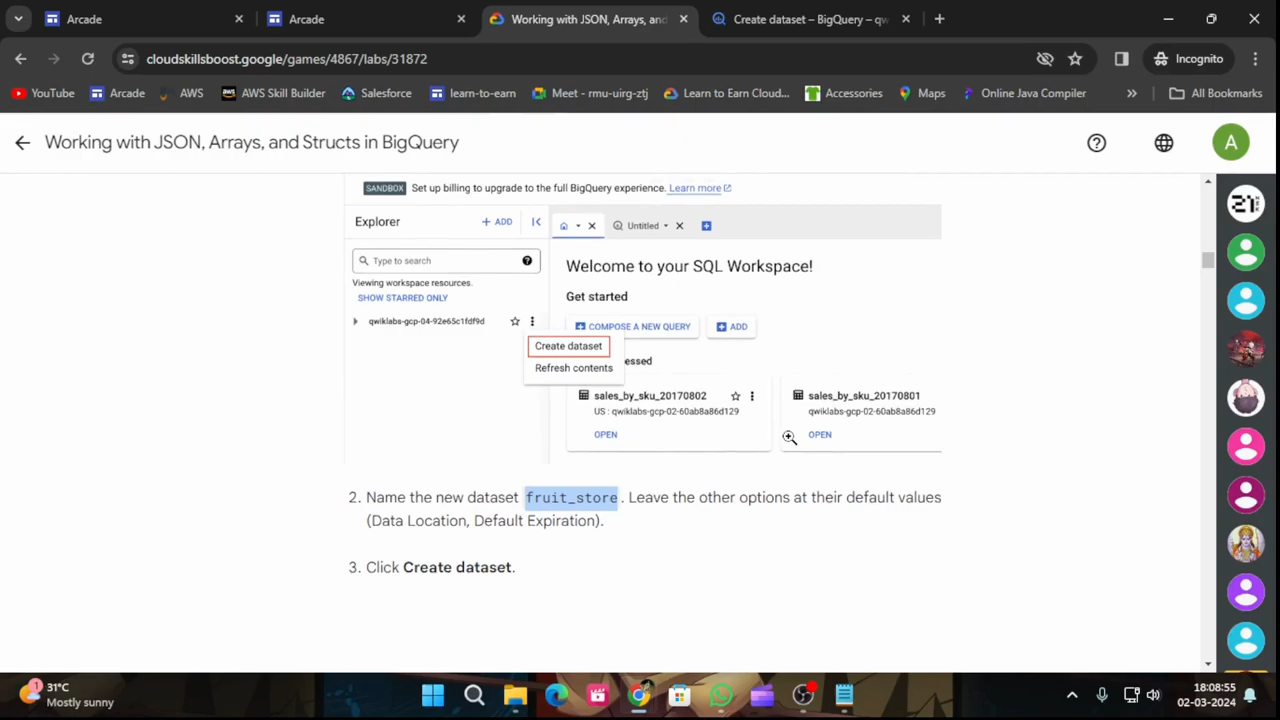 Arcade
Arcade
Working with JSON, Arrays, and
Create dataset – BigQuery – qw
cloudskillsboost.google/games/4867/labs/31872
Incognito
YouTube
Arcade
AWS
AWS Skill Builder
Salesforce
learn-to-earn
Meet - rmu-uirg-ztj
Learn to Earn Cloud...
Accessories
Maps
Online Java Compiler
All Bookmarks
Working with JSON, Arrays, and Structs in BigQuery
A
SANDBOX Set up billing to upgrade to the full BigQuery experience. Learn more
Explorer
+ ADD
Untitled
Type to search
Viewing workspace resources.
SHOW STARRED ONLY
qwiklabs-gcp-04-92e65c1fdf9d
Create dataset
Refresh contents
Welcome to your SQL Workspace!
Get started
COMPOSE A NEW QUERY
ADD
essed
sales_by_sku_20170802
US : qwiklabs-gcp-02-60ab8a86d129
OPEN
sales_by_sku_20170801
qwiklabs-gcp-02-60ab8a86d129
OPEN
2. Name the new dataset fruit_store. Leave the other options at their default values
(Data Location, Default Expiration).
3. Click Create dataset.
1
31°C
Mostly sunny
18:08:55
02-03-2024